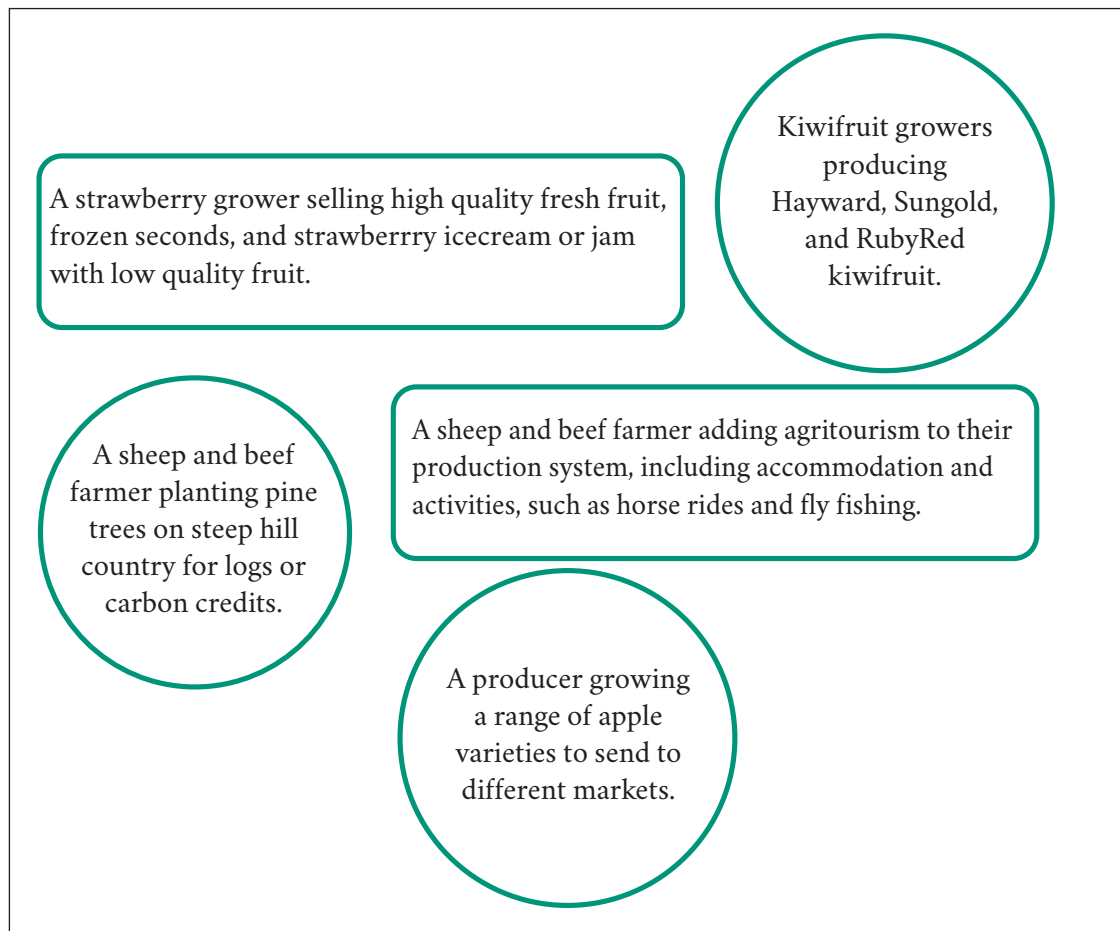 Kiwifruit growers
producing
Hayward, Sungold,
and RubyRed
kiwifruit.
A strawberry grower selling high quality fresh fruit,
frozen seconds, and strawberrry icecream or jam
with low quality fruit.
A sheep and beef farmer adding agritourism to their
production system, including accommodation and
activities, such as horse rides and fly fishing.
A sheep and beef
farmer planting pine
trees on steep hill
country for logs or
carbon credits.
A producer growing
a range of apple
varieties to send to
different markets.